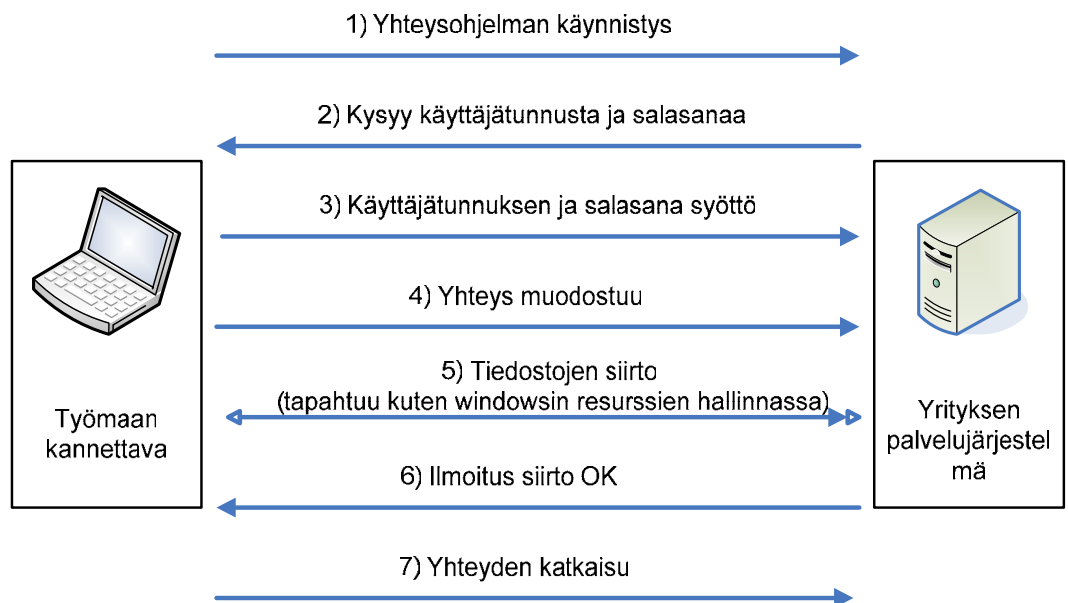 1) Yhteysohjelman käynnistys
2) Kysyy käyttäjätunnusta ja salasanaa
3) Käyttäjätunnuksen ja salasana syöttö
4) Yhteys muodostuu
5) Tiedostojen siirto
(tapahtuu kuten windowsin resurssien hallinnassa)
6) Ilmoitus siirto OK
7) Yhteyden katkaisu
Työmaan
kannettava
Yrityksen
palvelujärjestel
mä